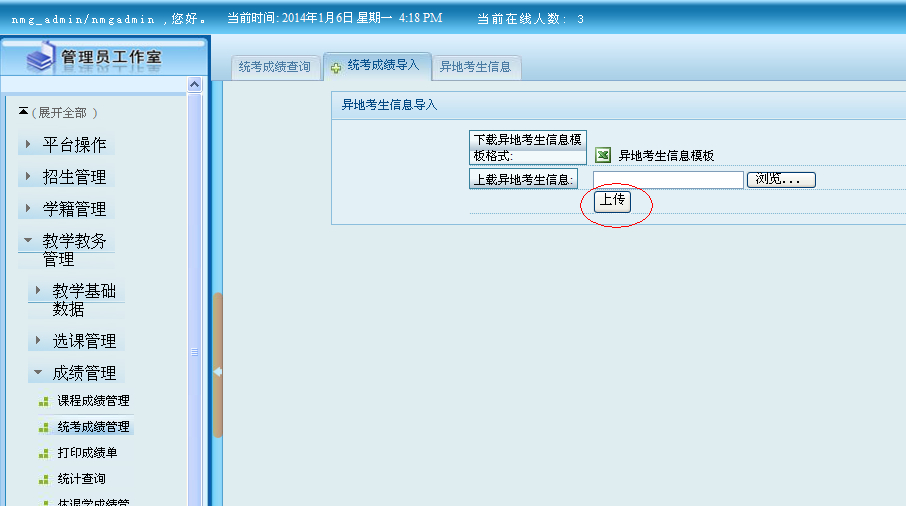 nmg_admin/nmgadmin ,您好。 当前时间: 2014年1月6日 星期一 4:18 PM 当前在线人数: 3
管理员工作室
(展开全部 )
平台操作
招生管理
学籍管理
教学教务
管理
教学基础
数据
选课管理
成绩管理
课程成绩管理
统考成绩管理
打印成绩单
统计查询
统考成绩查询
统考成绩导入
异地考生信息
异地考生信息导入
下载异地考生信息模
板格式:
异地考生信息模板
上载异地考生信息:
浏览...
上传